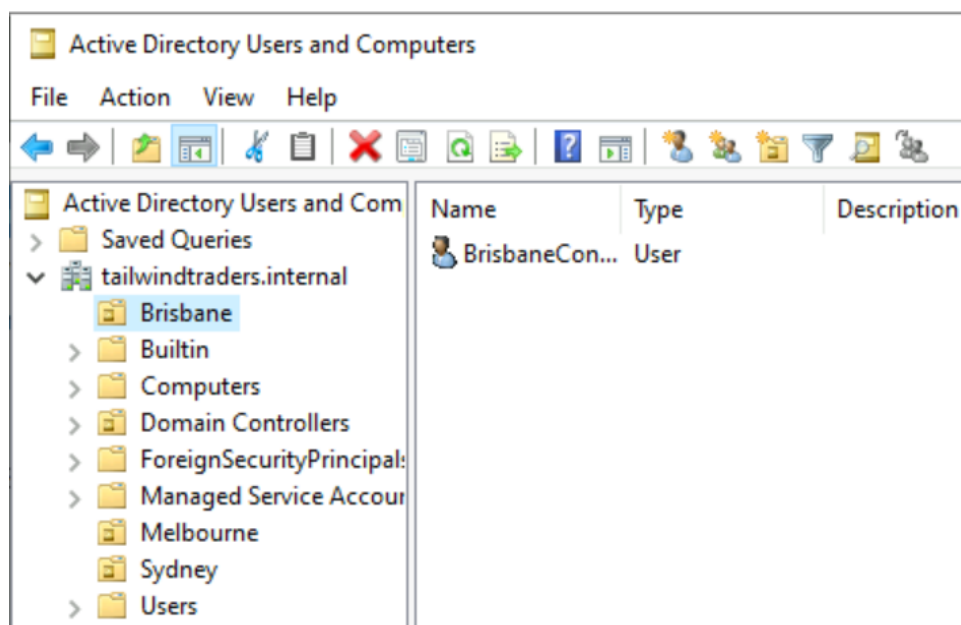 Active Directory Users and Computers
File Action View Help
Active Directory Users and Com
Name Type Description
Saved Queries
BrisbaneCon... User
tailwindtraders.internal
Brisbane
Builtin
Computers
Domain Controllers
ForeignSecurityPrincipals
Managed Service Accour
Melbourne
Sydney
Users